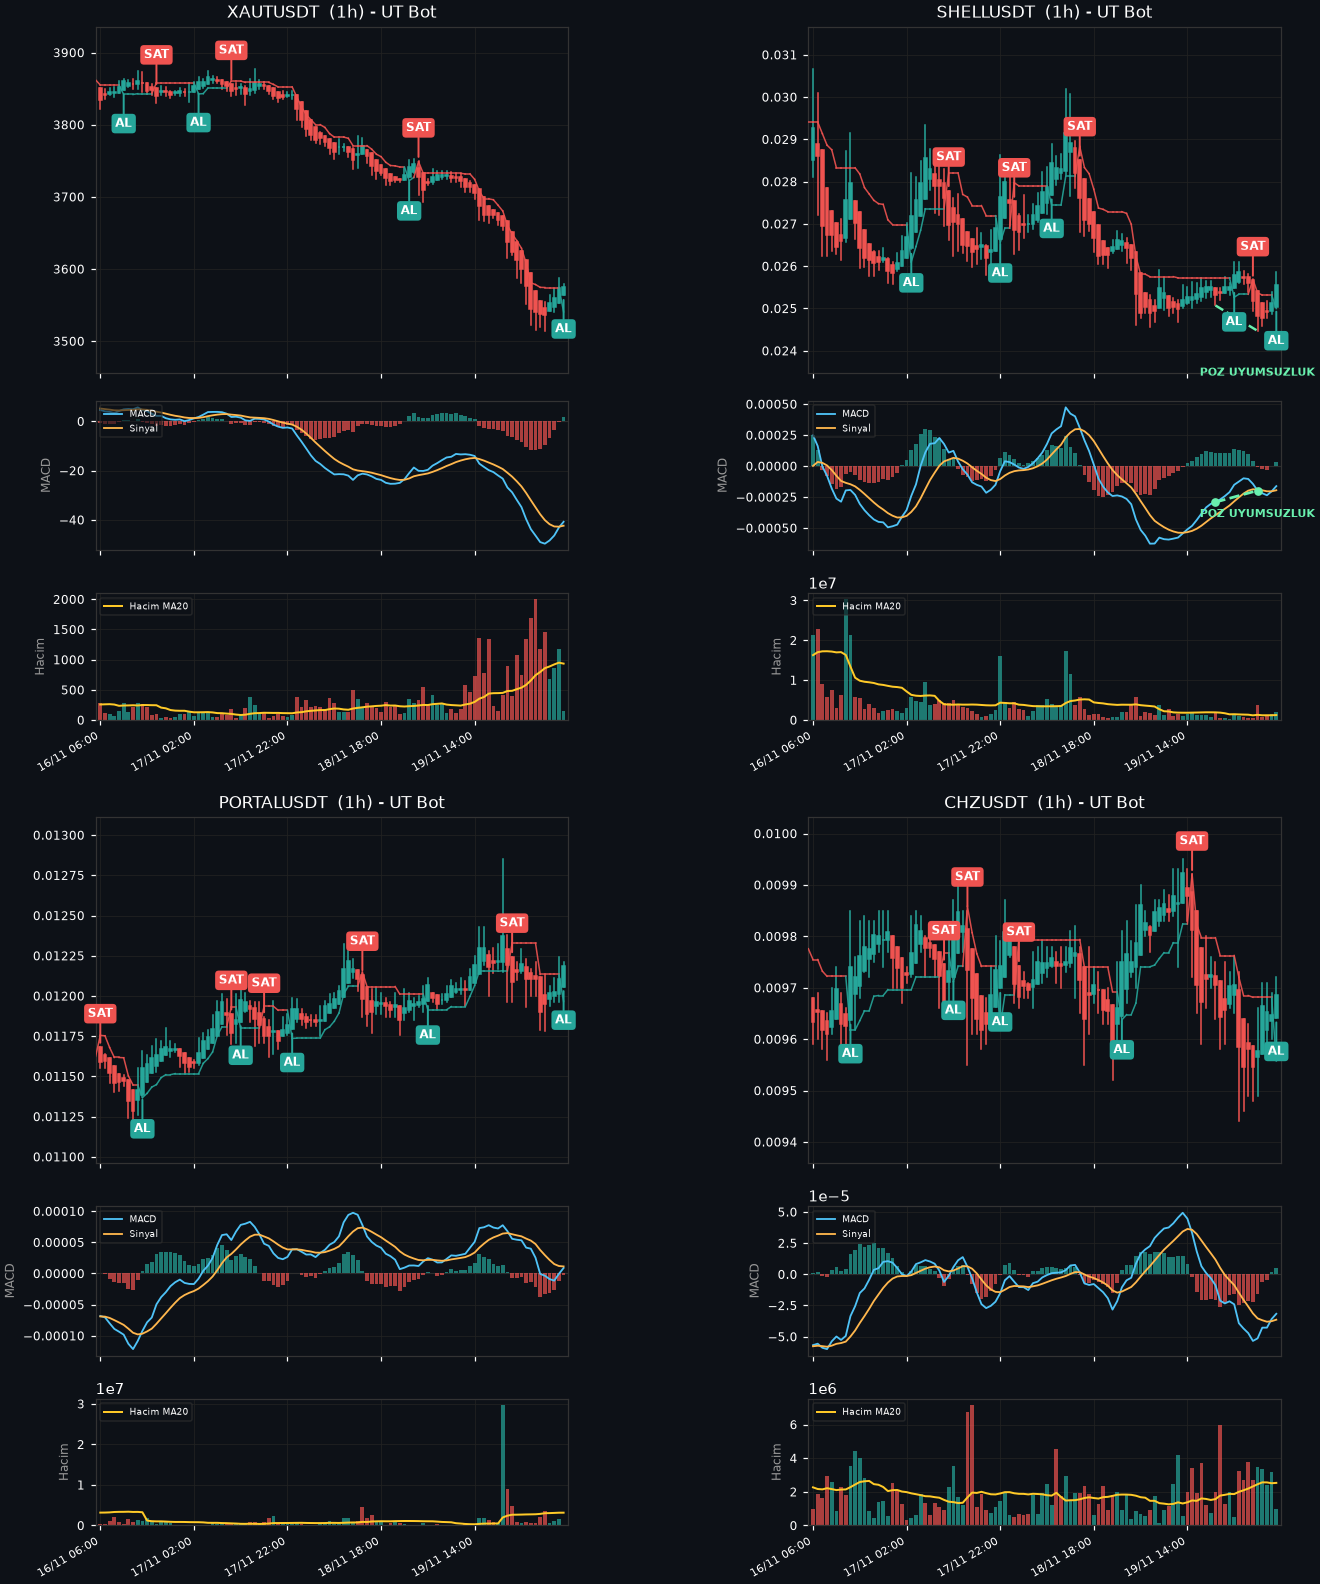 XAUTUSDT (1h) - UT Bot
3900
3800
3700
3600
3500
SAT
SAT
SAT
AL
AL
AL
AL
MACD
Sinyal
MACD
0
−20
−40
Hacim MA20
Hacim
2000
1500
1000
500
0
16/11 06:00
17/11 02:00
17/11 22:00
18/11 18:00
19/11 14:00
SHELLUSDT (1h) - UT Bot
0.031
0.030
0.029
0.028
0.027
0.026
0.025
0.024
SAT
SAT
SAT
SAT
AL
AL
AL
AL
AL
POZ UYUMSUZLUK
MACD
Sinyal
MACD
0.00050
0.00025
0.00000
−0.00025
−0.00050
POZ UYUMSUZLUK
1e7
Hacim MA20
Hacim
3
2
1
0
16/11 06:00
17/11 02:00
17/11 22:00
18/11 18:00
19/11 14:00
PORTALUSDT (1h) - UT Bot
0.01300
0.01275
0.01250
0.01225
0.01200
0.01175
0.01150
0.01125
0.01100
SAT
SAT
SAT
SAT
SAT
AL
AL
AL
AL
AL
MACD
Sinyal
MACD
0.00010
0.00005
0.00000
−0.00005
−0.00010
1e7
Hacim MA20
Hacim
3
2
1
0
16/11 06:00
17/11 02:00
17/11 22:00
18/11 18:00
19/11 14:00
CHZUSDT (1h) - UT Bot
0.0100
0.0099
0.0098
0.0097
0.0096
0.0095
0.0094
SAT
SAT
SAT
SAT
AL
AL
AL
AL
AL
1e−5
MACD
Sinyal
MACD
5.0
2.5
0.0
−2.5
−5.0
1e6
Hacim MA20
Hacim
6
4
2
0
16/11 06:00
17/11 02:00
17/11 22:00
18/11 18:00
19/11 14:00